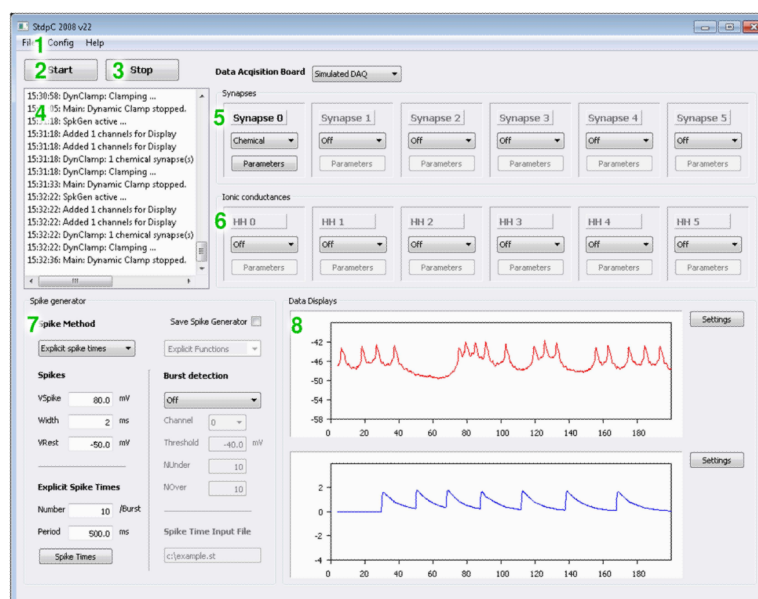 StdpC 2008 v22
File 1 Config Help
2 Start 3 Stop Data Acqisition Board Simulated DAQ
15:30:58: DynClamp: Clamping ...
4 05: Main: Dynamic Clamp stopped.
:18: SpkGen active ...
15:31:18: Added 1 channels for Display
15:31:18: Added 1 channels for Display
15:31:18: DynClamp: 1 chemical synapse(s)
15:31:18: DynClamp: Clamping ...
15:31:33: Main: Dynamic Clamp stopped.
15:32:22: SpkGen active ...
15:32:22: Added 1 channels for Display
15:32:22: Added 1 channels for Display
15:32:22: DynClamp: 1 chemical synapse(s)
15:32:22: DynClamp: Clamping ...
15:32:36: Main: Dynamic Clamp stopped.
Synapses
5 Synapse 0 Synapse 1 Synapse 2 Synapse 3 Synapse 4 Synapse 5
Chemical Off Off Off Off Off
Parameters Parameters Parameters Parameters Parameters Parameters
Ionic conductances
6 HH 0 HH 1 HH 2 HH 3 HH 4 HH 5
Off Off Off Off Off Off
Parameters Parameters Parameters Parameters Parameters Parameters
Spike generator
7 Spike Method Save Spike Generator
Explicit spike times Explicit Functions
Spikes Burst detection
VSpike 80.0 mV Off
Width 2 ms Channel 0
VRest -50.0 mV Threshold -40.0 mV
NUnder 10
Explicit Spike Times NOver 10
Number 10 /Burst
Period 500.0 ms Spike Time Input File
Spike Times c:\example.st
Data Displays
8 Settings
-42
-46
-50
-54
-58
0 20 40 60 80 100 120 140 160 180
Settings
2
0
-2
-4
0 20 40 60 80 100 120 140 160 180